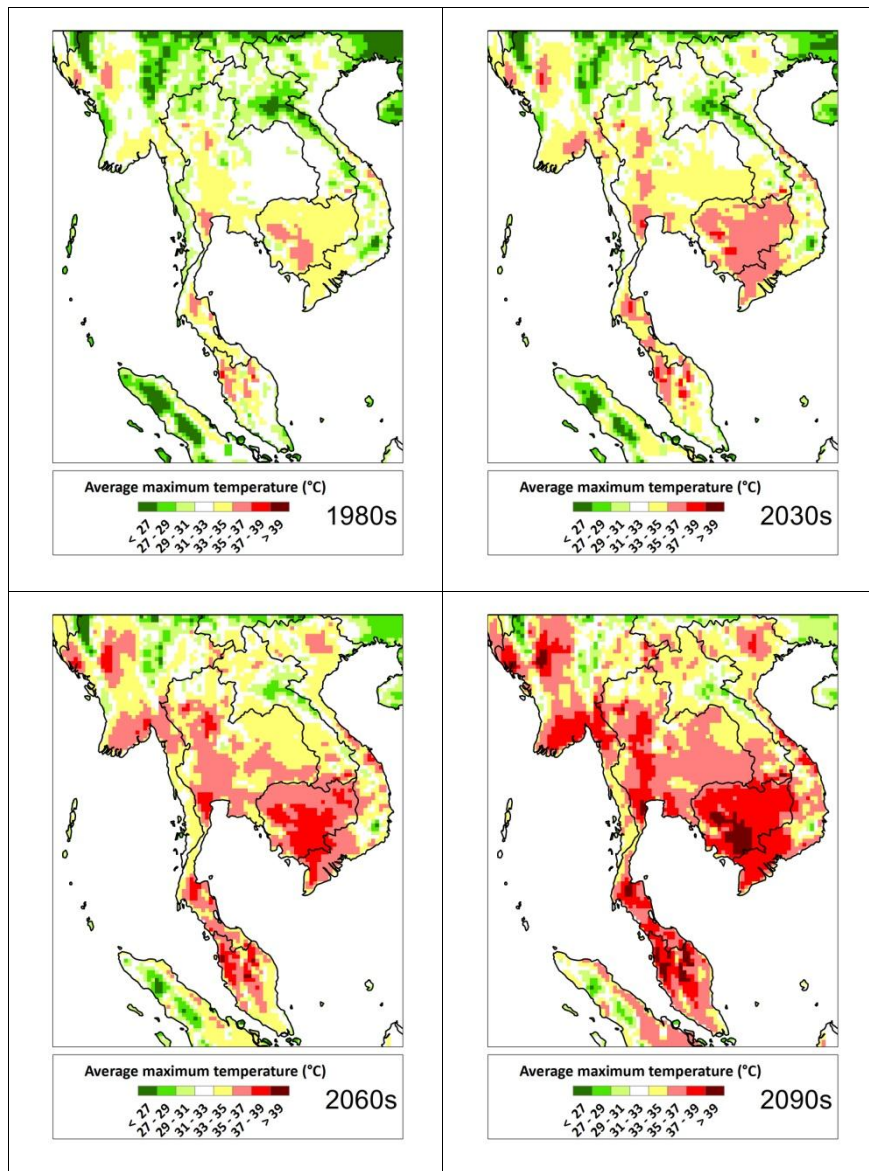 Average maximum temperature (°C)
< 27
27 - 29
29 - 31
31 - 33
33 - 35
35 - 37
37 - 39
> 39
1980s
Average maximum temperature (°C)
< 27
27 - 29
29 - 31
31 - 33
33 - 35
35 - 37
37 - 39
> 39
2030s
Average maximum temperature (°C)
< 27
27 - 29
29 - 31
31 - 33
33 - 35
35 - 37
37 - 39
> 39
2060s
Average maximum temperature (°C)
< 27
27 - 29
29 - 31
31 - 33
33 - 35
35 - 37
37 - 39
> 39
2090s